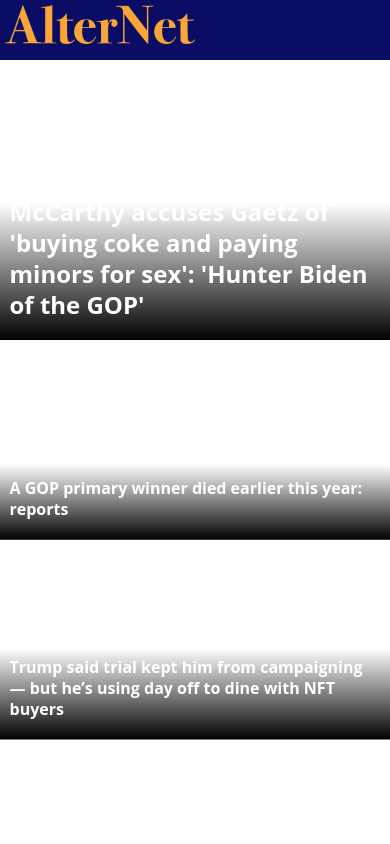 AlterNet
McCarthy accuses Gaetz of
'buying coke and paying
minors for sex': 'Hunter Biden
of the GOP'
A GOP primary winner died earlier this year:
reports
Trump said trial kept him from campaigning
— but he’s using day off to dine with NFT
buyers